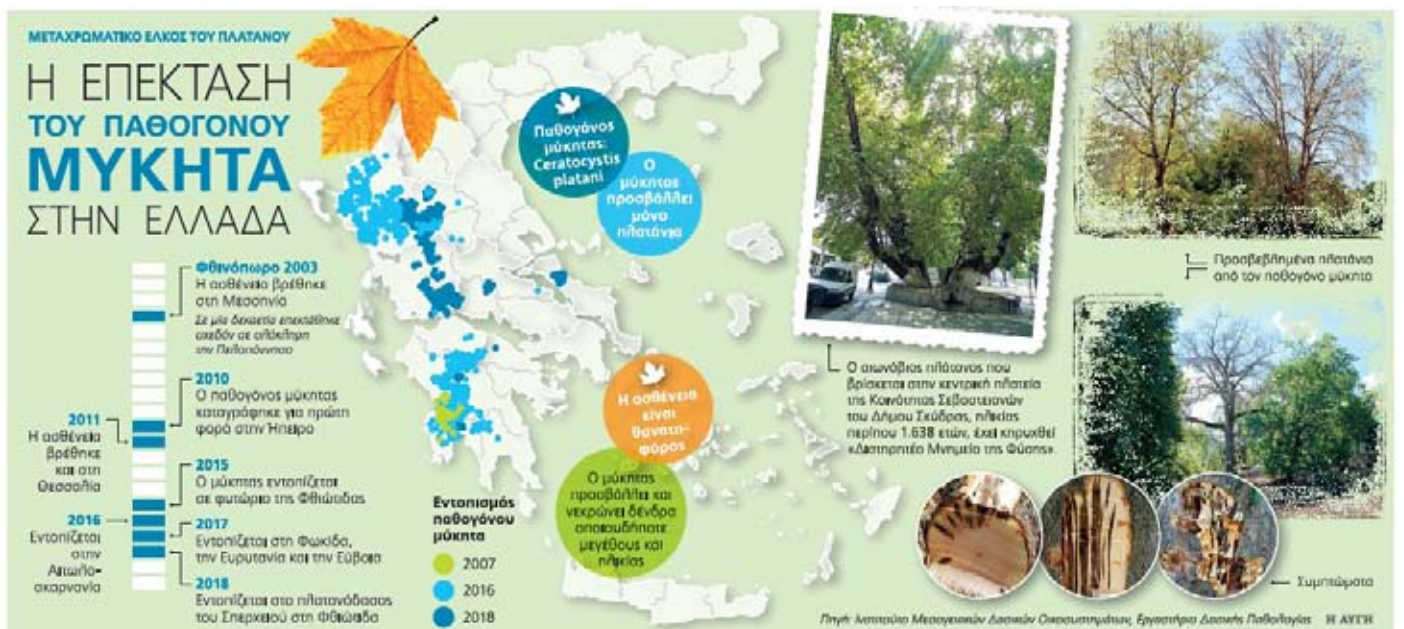 ΜΕΤΑΧΡΩΜΑΤΙΚΟ ΕΛΚΟΣ ΤΟΥ ΠΛΑΤΑΝΟΥ
Η ΕΠΕΚΤΑΣΗ
ΤΟΥ ΠΑΘΟΓΟΝΟΥ
ΜΥΚΗΤΑ
ΣΤΗΝ ΕΛΛΑΔΑ
Φθινόπωρο 2003
Η ασθένεια βρέθηκε
στη Μεσσηνία
Σε μία δεκαετία επεκτάθηκε
σχεδόν σε ολόκληρη
την Πελοπόννησο
2010
Ο παθογόνος μύκητας
καταγράφηκε για πρώτη
φορά στην Ήπειρο
2011
Η ασθένεια
βρέθηκε
και στη
Θεσσαλία
2015
Ο μύκητας εντοπίζεται
σε φυτώριο της Φθιώτιδας
2016
Εντοπίζεται
στην
Αιτωλο-
ακαρνανία
2017
Εντοπίζεται στη Φωκίδα,
την Ευρυτανία και την Εύβοια
2018
Εντοπίζεται στο πλατανόδασος
του Σπερχειού στη Φθιώτιδα
Παθογόνος
μύκητας:
Ceratocystis
platani
Ο
μύκητας
προσβάλλει
μόνο
πλατάνια
Η ασθένεια
είναι
θανατη-
φόρος
Ο μύκητας
προσβάλλει και
νεκρώνει δένδρα
οποιουδήποτε
μεγέθους και
ηλικίας
Εντοπισμός
παθογόνου
μύκητα
2007
2016
2018
Ο αιωνόβιος πλάτανος που
βρίσκεται στην κεντρική πλατεία
της Κοινότητας Σεβαστειανών
του Δήμου Σκύδρας, ηλικίας
περίπου 1.638 ετών, έχει κηρυχθεί
«Διατηρητέο Μνημείο της Φύσης».
Προσβεβλημένα πλατάνια
από τον παθογόνο μύκητα
Συμπτώματα
Πηγή: Ινστιτούτο Μεσογειακών Δασικών Οικοσυστημάτων, Εργαστήριο Δασικής Παθολογίας Η ΑΥΓΗ